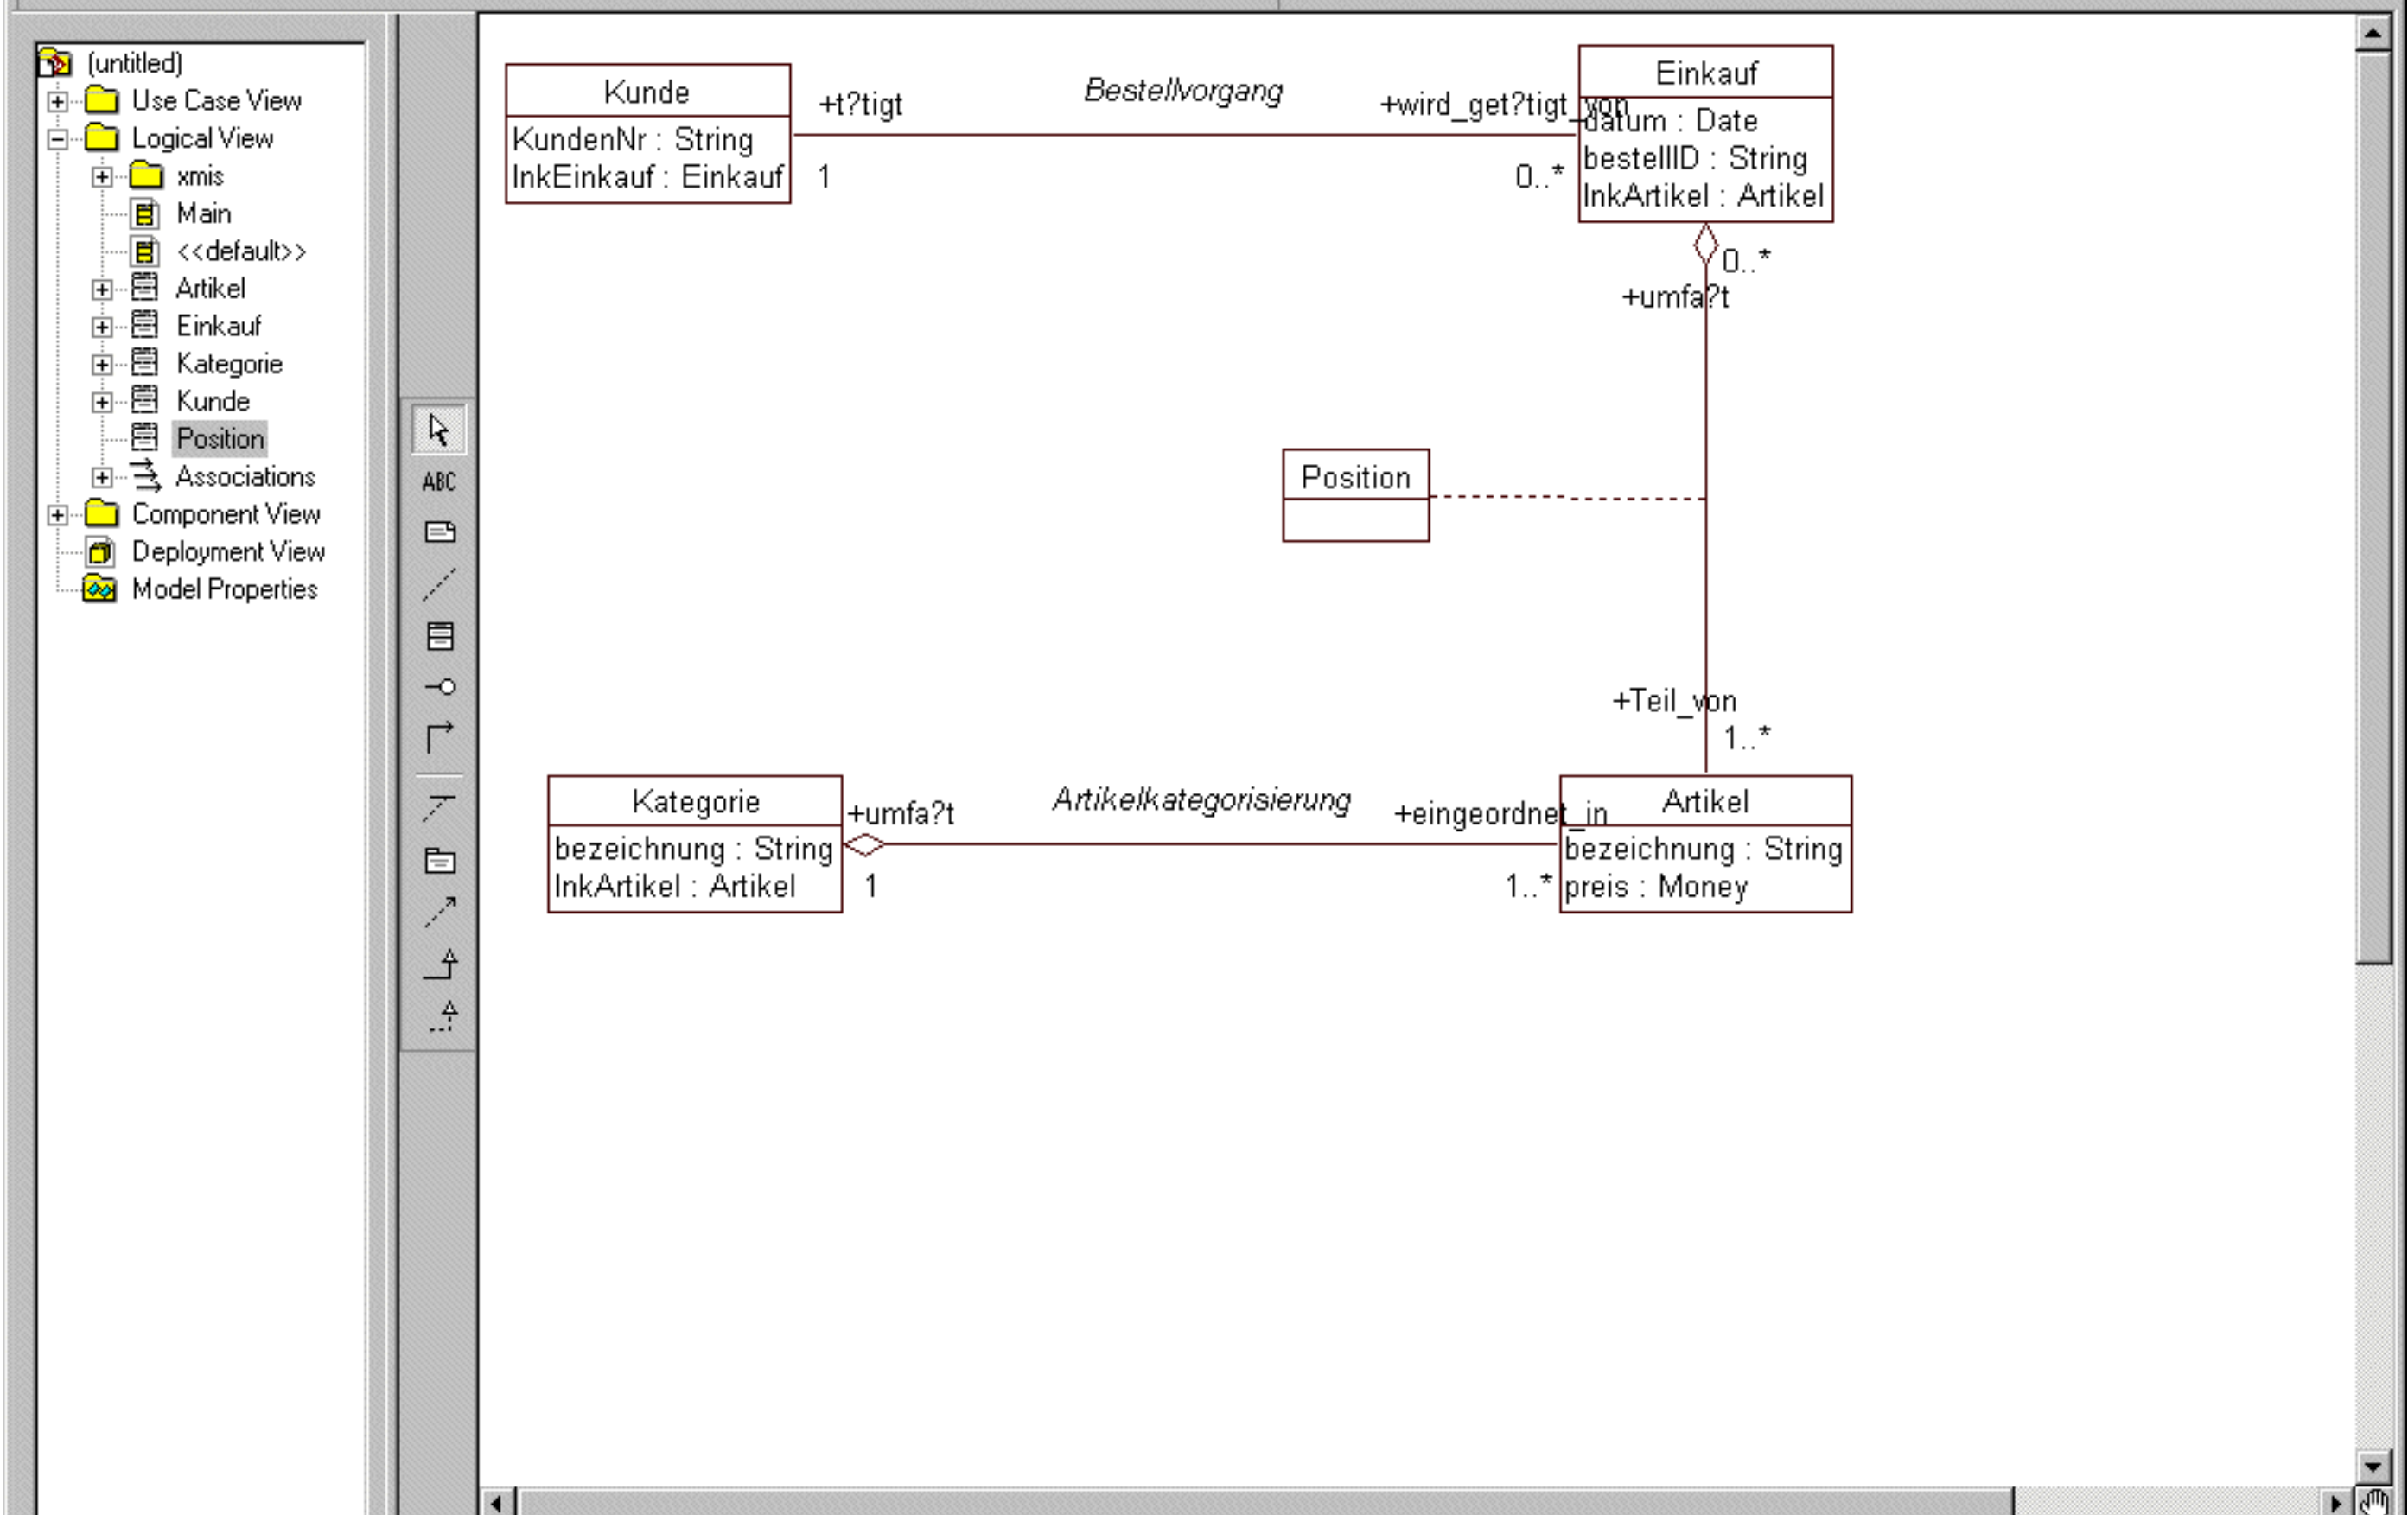 (untitled)
Use Case View
Logical View
xmis
Main
<<default>>
Artikel
Einkauf
Kategorie
Kunde
Position
Associations
Component View
Deployment View
Model Properties
ABC
Kunde
KundenNr : String
lnkEinkauf : Einkauf
+t?tigt
1
Bestellvorgang
+wird_get?tigt_von
0..*
Einkauf
datum : Date
bestellID : String
lnkArtikel : Artikel
0..*
+umfa?t
Position
+Teil_von
1..*
Kategorie
bezeichnung : String
lnkArtikel : Artikel
+umfa?t
1
Artikelkategorisierung
+eingeordnet_in
1..*
Artikel
bezeichnung : String
preis : Money